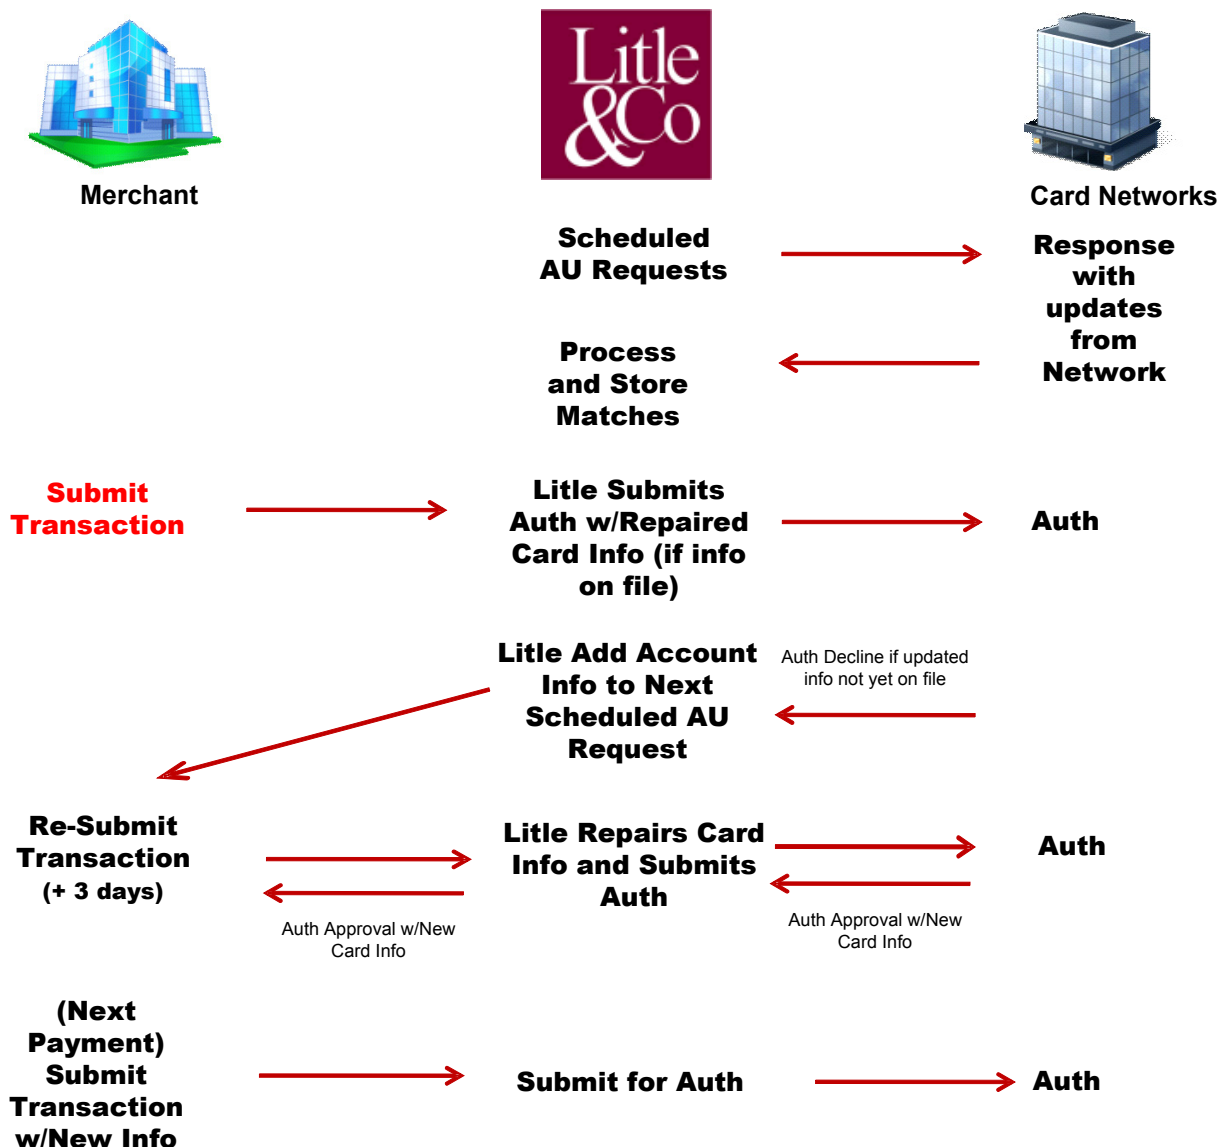 Litle
&Co
Merchant
Card Networks
Scheduled
AU Requests
Response
with
updates
from
Network
Process
and Store
Matches
Submit
Transaction
Litle Submits
Auth w/Repaired
Card Info (if info
on file)
Auth
Litle Add Account
Info to Next
Scheduled AU
Request
Auth Decline if updated
info not yet on file
Re-Submit
Transaction
(+ 3 days)
Litle Repairs Card
Info and Submits
Auth
Auth
Auth Approval w/New
Card Info
Auth Approval w/New
Card Info
(Next
Payment)
Submit
Transaction
w/New Info
Submit for Auth
Auth